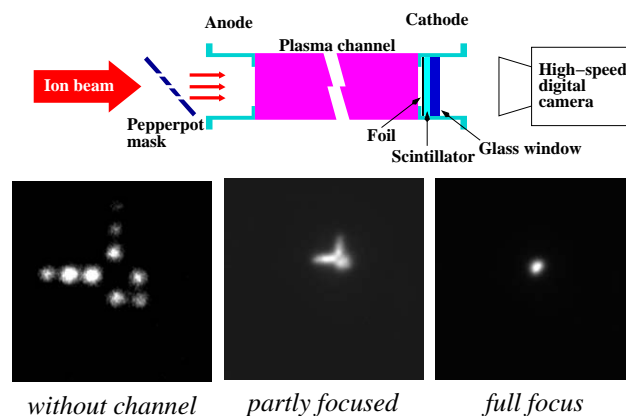 Anode
Cathode
Plasma channel
Ion beam
High–speed
digital
camera
Pepperpot
mask
Foil
Scintillator
Glass window
without channel
partly focused
full focus